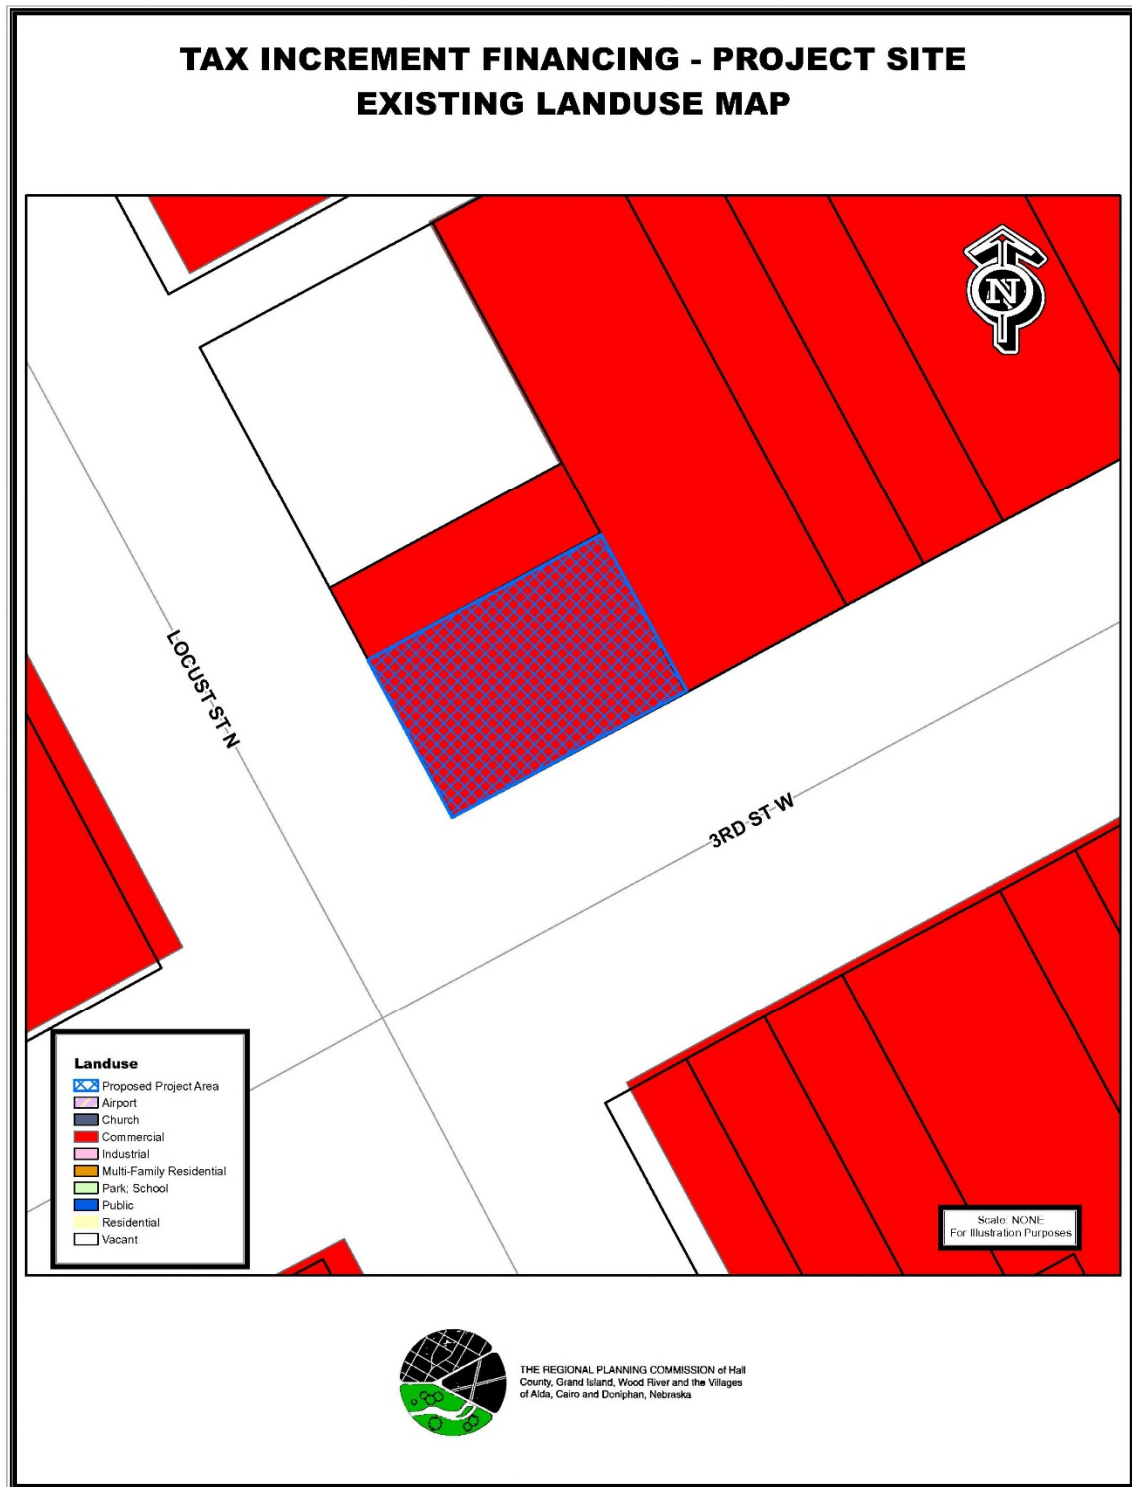 TAX INCREMENT FINANCING - PROJECT SITE
EXISTING LANDUSE MAP
N
LOCUST ST N
3RD ST W
Landuse
Proposed Project Area
Airport
Church
Commercial
Industrial
Multi-Family Residential
Park; School
Public
Residential
Vacant
Scale: NONE
For Illustration Purposes
THE REGIONAL PLANNING COMMISSION of Hall
County, Grand Island, Wood River and the Villages
of Alda, Cairo and Doniphan, Nebraska